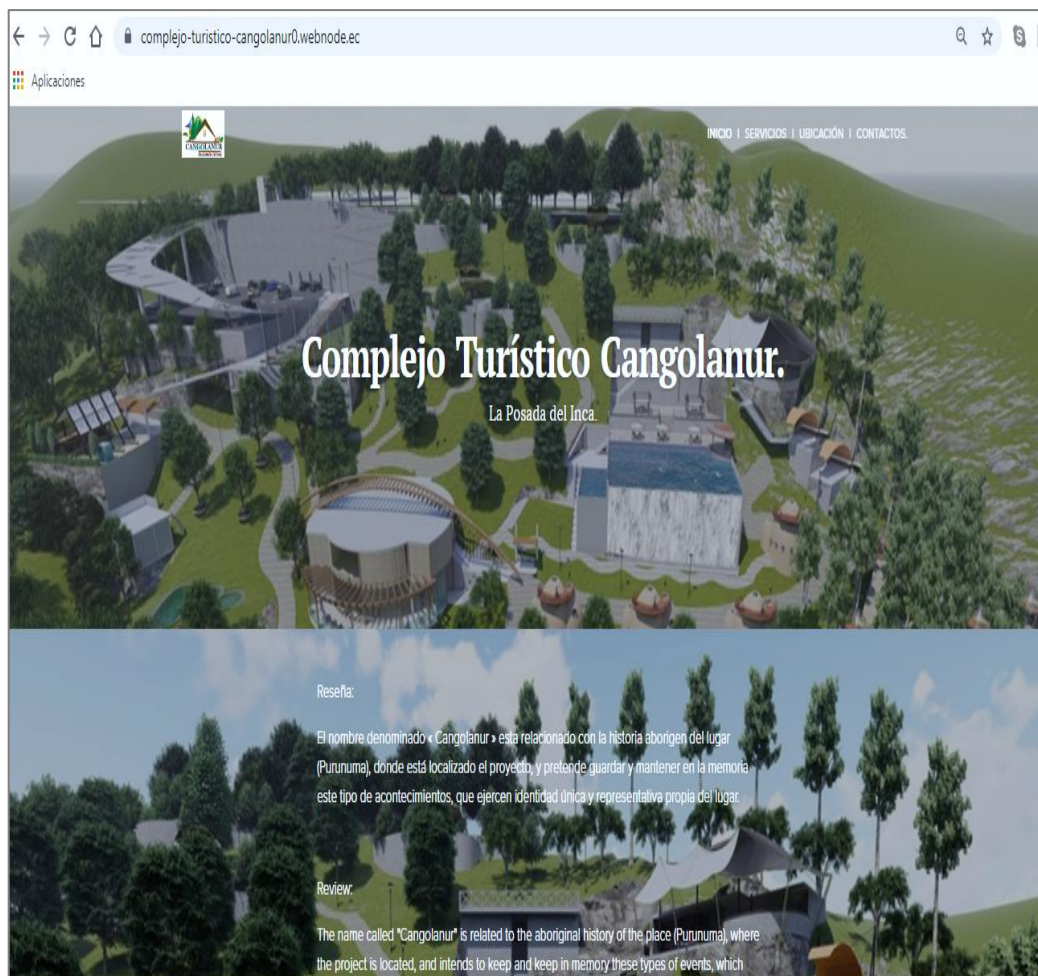 complejo-turistico-cangolanur0.webnode.ec
Aplicaciones
CANGOLANUR
INICIO | SERVICIOS | UBICACIÓN | CONTACTOS.
Complejo Turístico Cangolanur.
La Posada del Inca.
Reseña:
El nombre denominado « Cangolanur » esta relacionado con la historia aborigen del lugar
(Purunuma), donde está localizado el proyecto, y pretende guardar y mantener en la memoria
este tipo de acontecimientos, que ejercen identidad única y representativa propia del lugar.
Review:
The name called "Cangolanur" is related to the aboriginal history of the place (Purunuma), where
the project is located, and intends to keep and keep in memory these types of events, which